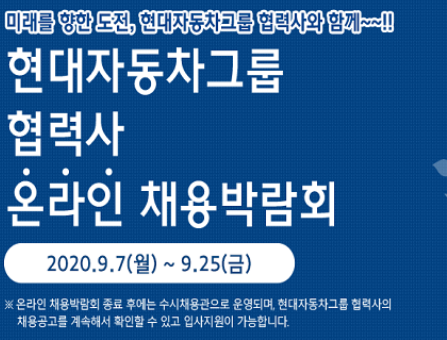 미래를 향한 도전, 현대자동차그룹 협력사와 함께~~!!
현대자동차그룹
협력사
온라인 채용박람회
2020.9.7(월) ~ 9.25(금)
※ 온라인 채용박람회 종료 후에는 수시채용관으로 운영되며, 현대자동차그룹 협력사의
채용공고를 계속해서 확인할 수 있고 입사지원이 가능합니다.